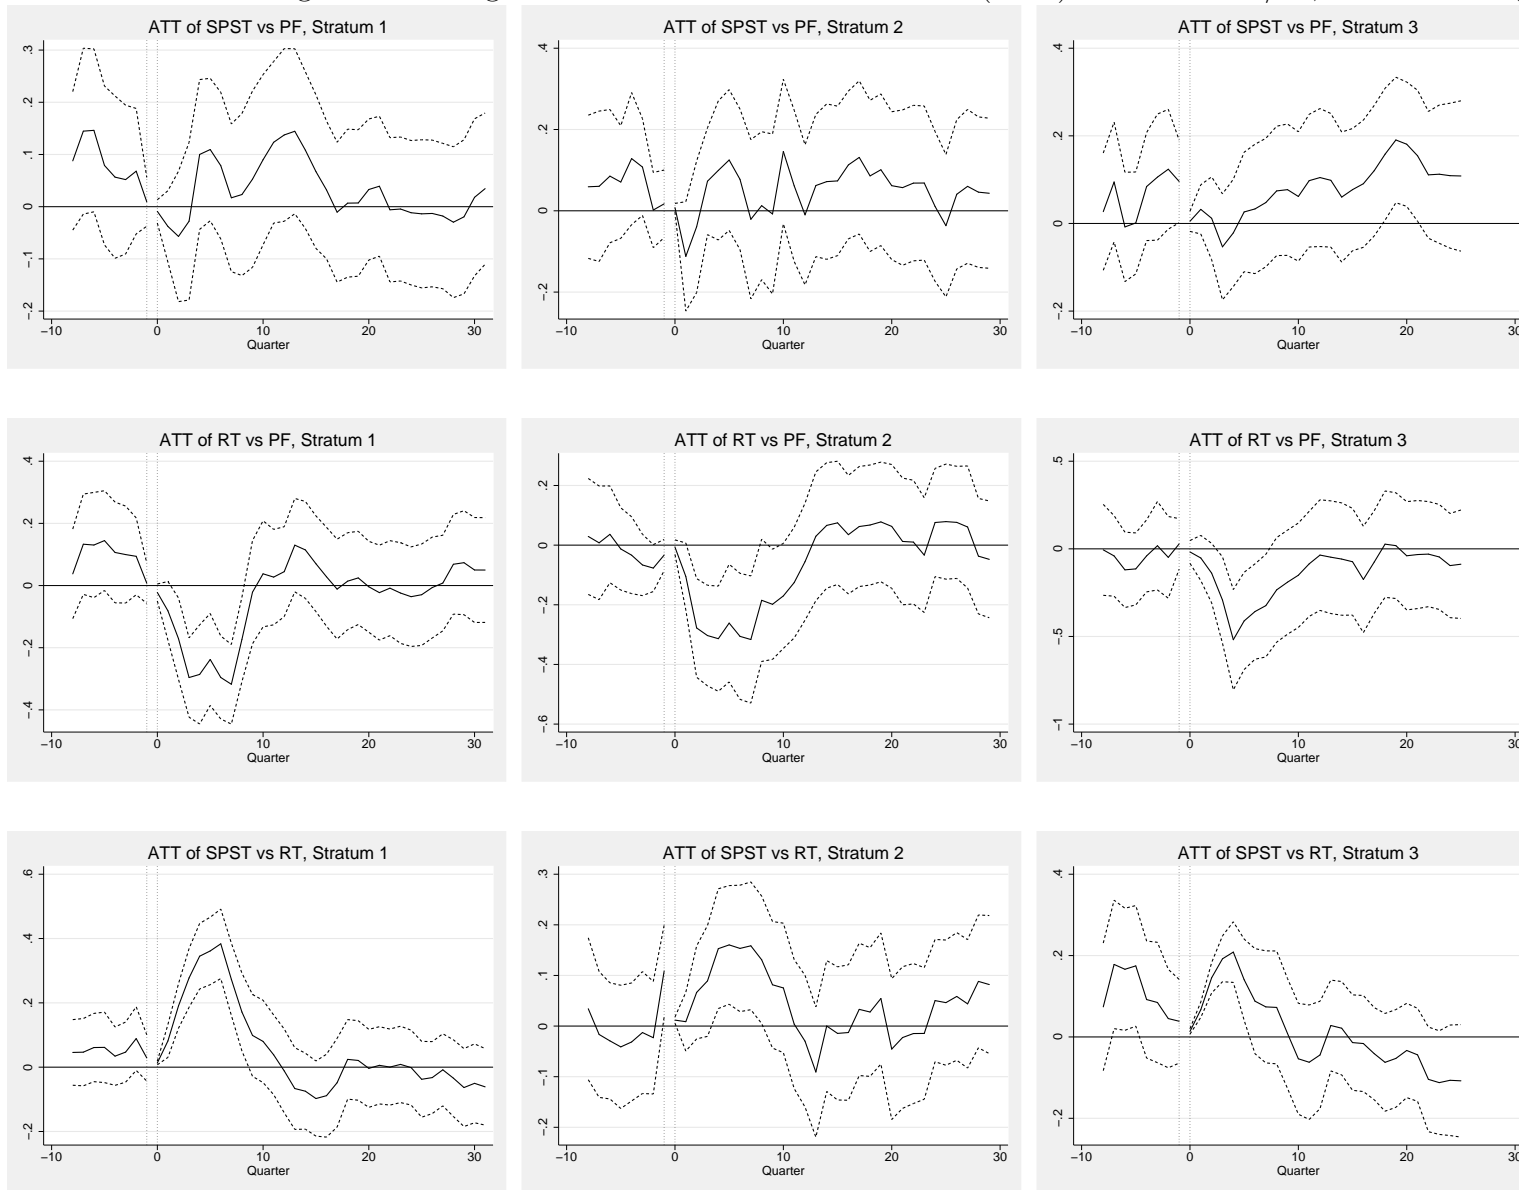 ATT of SPST vs PF, Stratum 1
ATT of SPST vs PF, Stratum 2
ATT of SPST vs PF, Stratum 3
.3
.2
.1
0
−.1
−.2
−10 0 10 20 30
Quarter
.4
.2
0
−.2
−10 0 10 20 30
Quarter
.4
.2
0
−.2
−10 0 10 20 30
Quarter
ATT of RT vs PF, Stratum 1
ATT of RT vs PF, Stratum 2
ATT of RT vs PF, Stratum 3
.4
.2
0
−.2
−.4
−10 0 10 20 30
Quarter
.2
0
−.2
−.4
−.6
−10 0 10 20 30
Quarter
.5
0
−.5
−1
−10 0 10 20 30
Quarter
ATT of SPST vs RT, Stratum 1
ATT of SPST vs RT, Stratum 2
ATT of SPST vs RT, Stratum 3
.6
.4
.2
0
−.2
−10 0 10 20 30
Quarter
.3
.2
.1
0
−.1
−.2
−10 0 10 20 30
Quarter
.4
.2
0
−.2
−10 0 10 20
Quarter